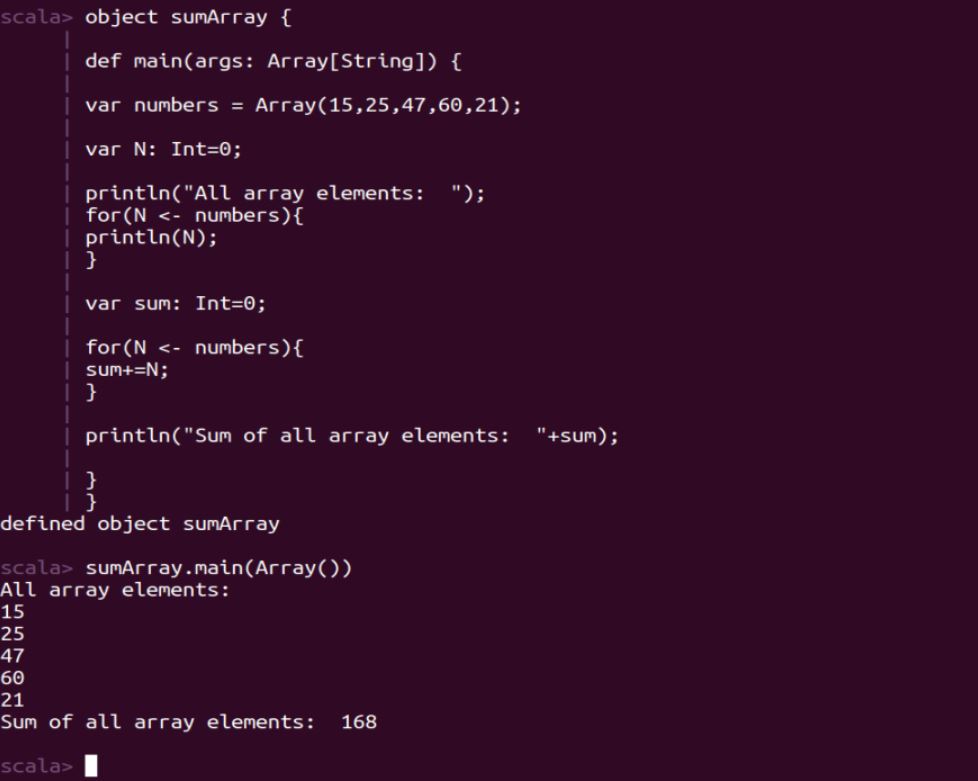 scala> object sumArray {
|
| def main(args: Array[String]) {
|
| var numbers = Array(15,25,47,60,21);
|
| var N: Int=0;
|
| println("All array elements:  ");
| for(N <- numbers){
| println(N);
| }
|
| var sum: Int=0;
|
| for(N <- numbers){
| sum+=N;
| }
|
| println("Sum of all array elements:  "+sum);
|
| }
| }
defined object sumArray
scala> sumArray.main(Array())
All array elements:
15
25
47
60
21
Sum of all array elements:  168
scala>